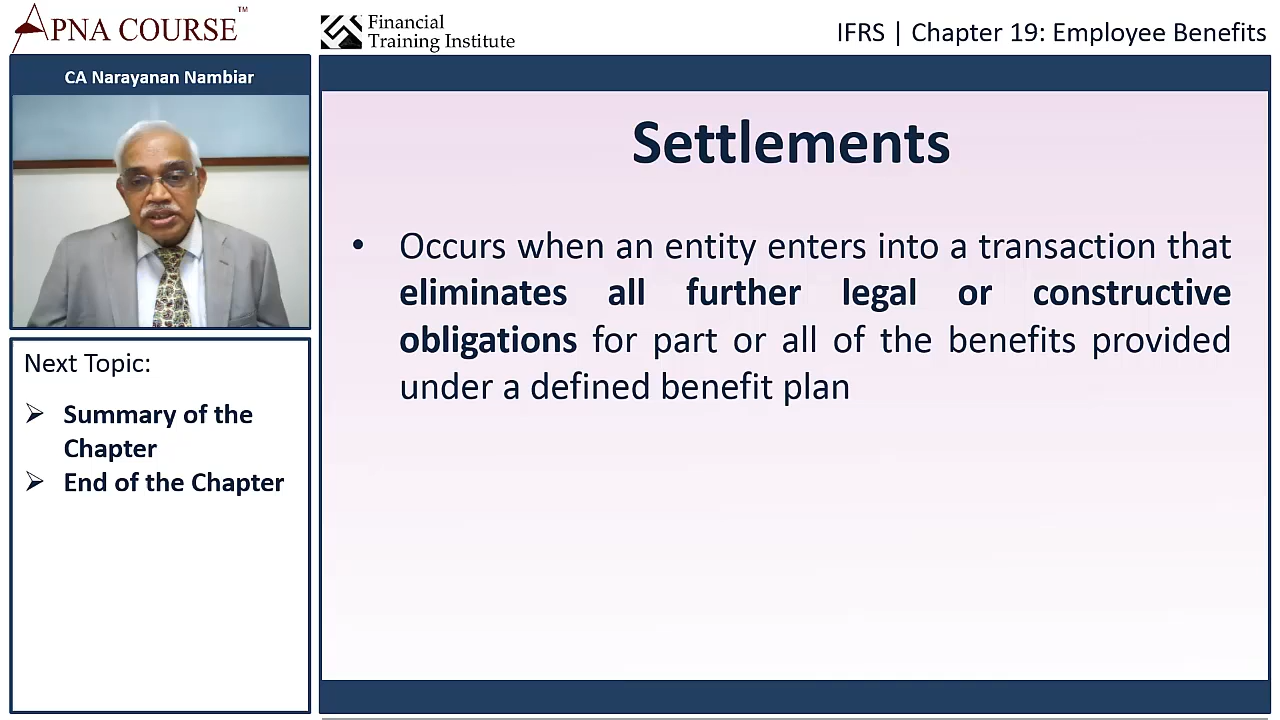 APNA COURSE™
Financial
Training Institute
IFRS | Chapter 19: Employee Benefits
CA Narayanan Nambiar
Settlements
• Occurs when an entity enters into a transaction that
eliminates all further legal or constructive
obligations for part or all of the benefits provided
under a defined benefit plan
Next Topic:
➢ Summary of the
Chapter
➢ End of the Chapter